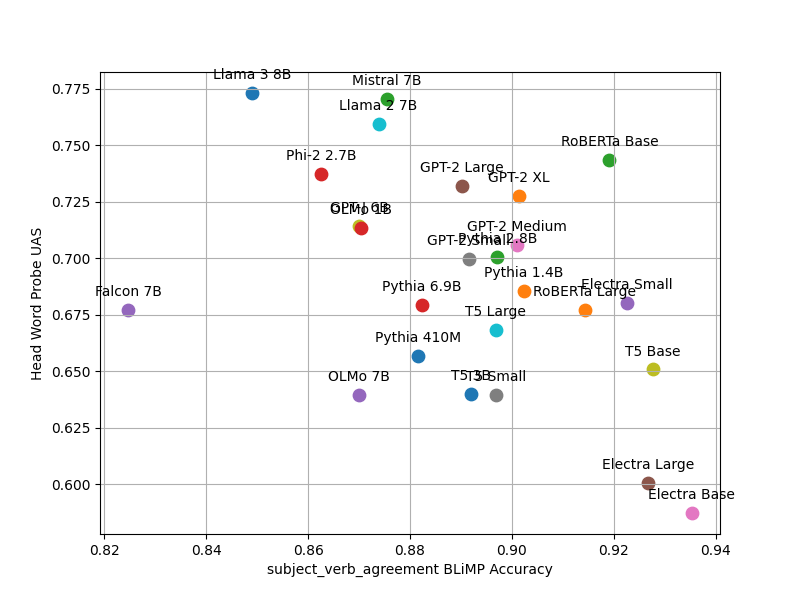 Llama 3 8B
Mistral 7B
Llama 2 7B
RoBERTa Base
Phi-2 2.7B
GPT-2 Large
GPT-2 XL
GPT-J 6B
OLMo 1B
GPT-2 Medium
GPT-2 Small
Pythia 2.8B
Pythia 1.4B
Electra Small
RoBERTa Large
Falcon 7B
Pythia 6.9B
T5 Large
Pythia 410M
T5 Base
OLMo 7B
T5 3B
T5 Small
Electra Large
Electra Base
0.775
0.750
0.725
0.700
0.675
0.650
0.625
0.600
Head Word Probe UAS
0.82 0.84 0.86 0.88 0.90 0.92 0.94
subject_verb_agreement BLiMP Accuracy